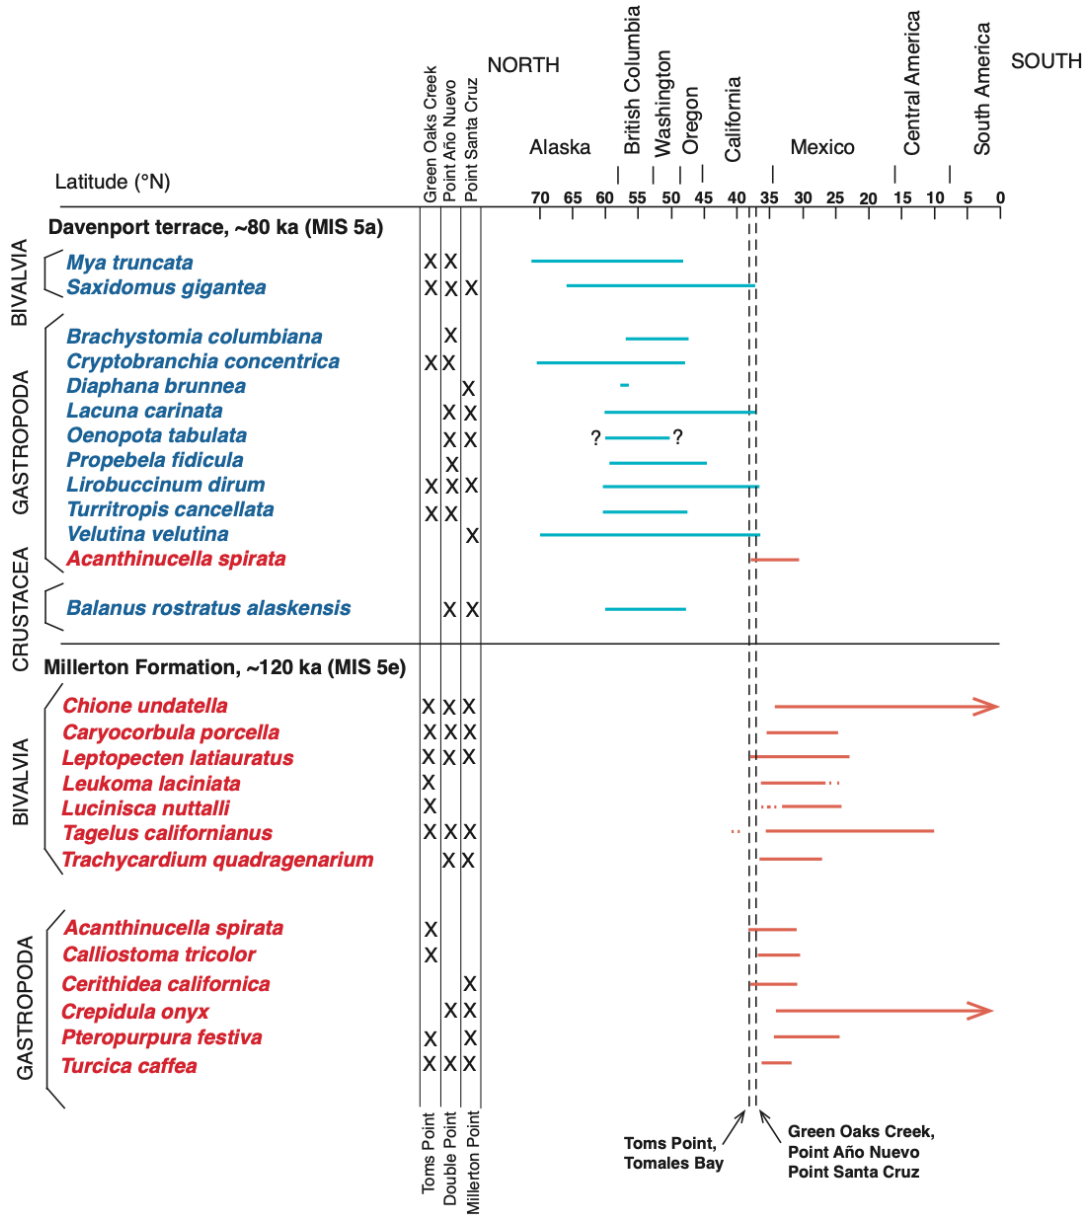 NORTH
SOUTH
Green Oaks Creek
Point Año Nuevo
Point Santa Cruz
Alaska
British Columbia
Washington
Oregon
California
Mexico
Central America
South America
Latitude (°N)
70 65 60 55 50 45 40 35 30 25 20 15 10 5 0
Davenport terrace, ~80 ka (MIS 5a)
BIVALVIA
Mya truncata X X
Saxidomus gigantea X X X
GASTROPODA
Brachystomia columbiana X
Cryptobranchia concentrica X X
Diaphana brunnea X
Lacuna carinata X X
Oenopota tabulata X X ? ?
Propebela fidicula X
Lirobuccinum dirum X X X
Turritropis cancellata X X
Velutina velutina X
Acanthinucella spirata
CRUSTACEA
Balanus rostratus alaskensis X X
Millerton Formation, ~120 ka (MIS 5e)
BIVALVIA
Chione undatella X X X
Caryocorbula porcella X X X
Leptopecten latiauratus X X X
Leukoma laciniata X
Lucinisca nuttalli X
Tagelus californianus X X X
Trachycardium quadragenarium X X
GASTROPODA
Acanthinucella spirata X
Calliostoma tricolor X
Cerithidea californica X
Crepidula onyx X X
Pteropurpura festiva X X
Turcica caffea X X X
Toms Point
Double Point
Millerton Point
Toms Point,
Tomales Bay
Green Oaks Creek,
Point Año Nuevo
Point Santa Cruz